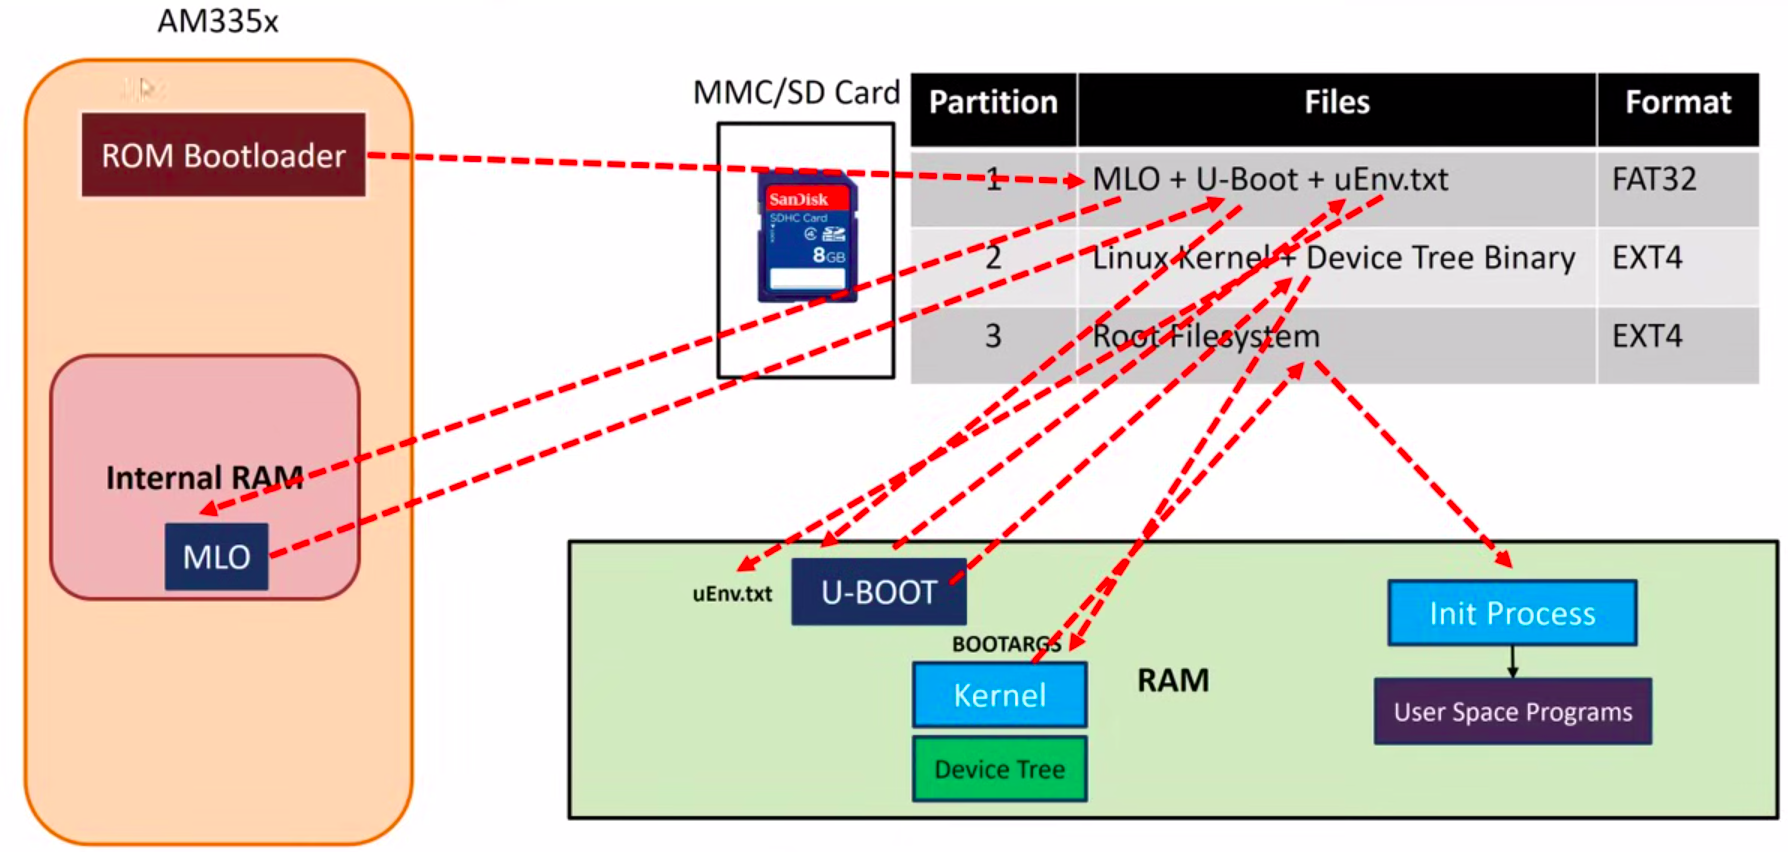 AM335x
ROM Bootloader
Internal RAM
MLO
MMC/SD Card
SanDisk
SDHC Card
4
8GB
Partition Files Format
1 MLO + U-Boot + uEnv.txt FAT32
2 Linux Kernel + Device Tree Binary EXT4
3 Root Filesystem EXT4
uEnv.txt
U-BOOT
BOOTARGS
Kernel
Device Tree
RAM
Init Process
User Space Programs